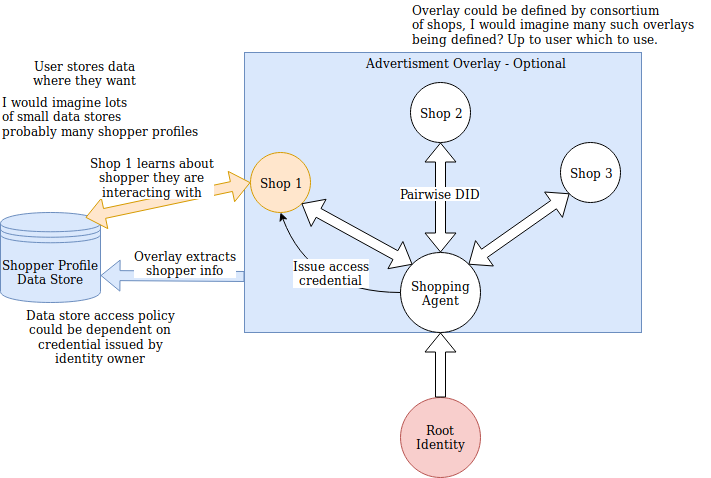 Overlay could be defined by consortium
of shops, I would imagine many such overlays
being defined? Up to user which to use.
Advertisment Overlay - Optional
User stores data
where they want
I would imagine lots
of small data stores
probably many shopper profiles
Shop 2
Shop 1 learns about
shopper they are
interacting with
Shop 1
Shop 3
Pairwise DID
Shopper Profile
Data Store
Overlay extracts
shopper info
Issue access
credential
Shopping
Agent
Data store access policy
could be dependent on
credential issued by
identity owner
Root
Identity